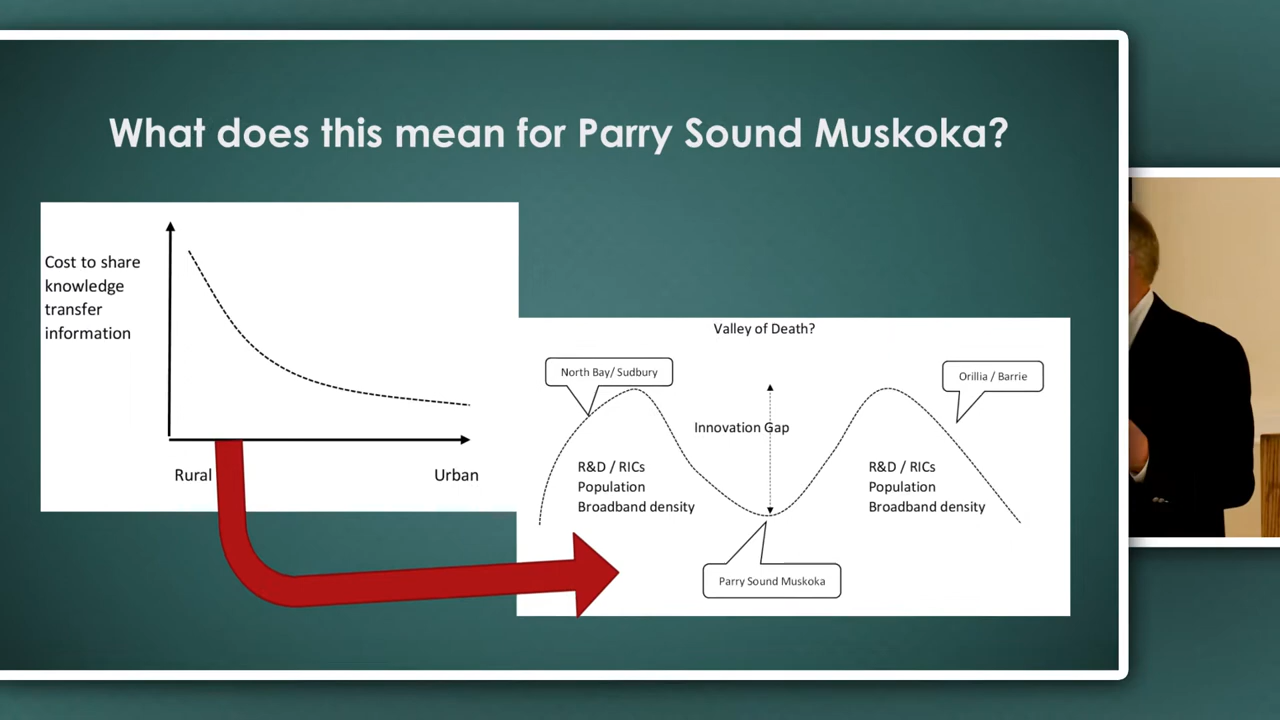 What does this mean for Parry Sound Muskoka?
Cost to share
knowledge
transfer
information
Rural
Urban
Valley of Death?
North Bay/ Sudbury
Orillia / Barrie
Innovation Gap
R&D / RICs
Population
Broadband density
R&D / RICs
Population
Broadband density
Parry Sound Muskoka